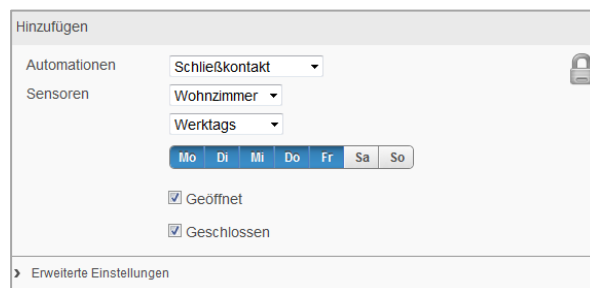 Hinzufügen
Automationen Schließkontakt
Sensoren Wohnzimmer
Werktags
Mo Di Mi Do Fr Sa So
Geöffnet
Geschlossen
Erweiterte Einstellungen